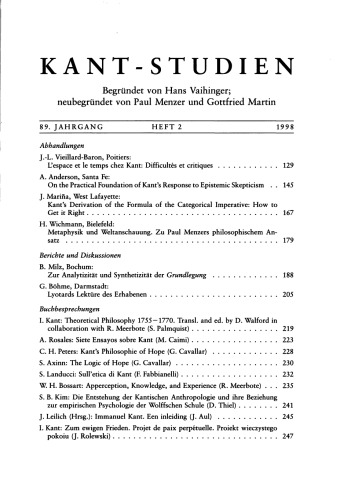 KANT-STUDIEN
Begründet von Hans Vaihinger;
neubegründet von Paul Menzer und Gottfried Martin
89. JAHRGANG HEFT 2 1998
Abhandlungen
J.-L. Vieillard-Baron, Poitiers:
L'espace et le temps chez Kant: Difficultés et critiques . . . . . . . . . . . . 129
A. Anderson, Santa Fe:
On the Practical Foundation of Kant's Response to Epistemic Skepticism . . 145
J. Mariña, West Lafayette:
Kant's Derivation of the Formula of the Categorical Imperative: How to
Get it Right . . . . . . . . . . . . . . . . . . . . . . . . . . . . . . . . . . 167
H. Wichmann, Bielefeld:
Metaphysik und Weltanschauung. Zu Paul Menzers philosophischem An-
satz . . . . . . . . . . . . . . . . . . . . . . . . . . . . . . . . . . . . . . 179
Berichte und Diskussionen
B. Milz, Bochum:
Zur Analytizität und Synthetizität der Grundlegung . . . . . . . . . . . . . 188
G. Böhme, Darmstadt:
Lyotards Lektüre des Erhabenen . . . . . . . . . . . . . . . . . . . . . . . 205
Buchbesprechungen
I. Kant: Theoretical Philosophy 1755–1770. Transl. and ed. by D. Walford in
collaboration with R. Meerbote (S. Palmquist) . . . . . . . . . . . . . . . . 219
A. Rosales: Siete Ensayos sobre Kant (M. Caimi) . . . . . . . . . . . . . . . 223
C. H. Peters: Kant's Philosophie of Hope (G. Cavallar) . . . . . . . . . . . . 228
S. Axinn: The Logic of Hope (G. Cavallar) . . . . . . . . . . . . . . . . . . 230
S. Landucci: Sull'etica di Kant (F. Fabbianelli) . . . . . . . . . . . . . . . . 232
W. H. Bossart: Apperception, Knowledge, and Experience (R. Meerbote) . . . 235
S. B. Kim: Die Entstehung der Kantischen Anthropologie und ihre Beziehung
zur empirischen Psychologie der Wolffschen Schule (D. Thiel) . . . . . . . . 241
J. Leilich (Hrsg.): Immanuel Kant. Een inleiding (J. Aul) . . . . . . . . . . . 245
I. Kant: Zum ewigen Frieden. Projet de paix perpètuelle. Proiekt wieczystego
pokoiu (J. Rolewski) . . . . . . . . . . . . . . . . . . . . . . . . . . . . . . 247